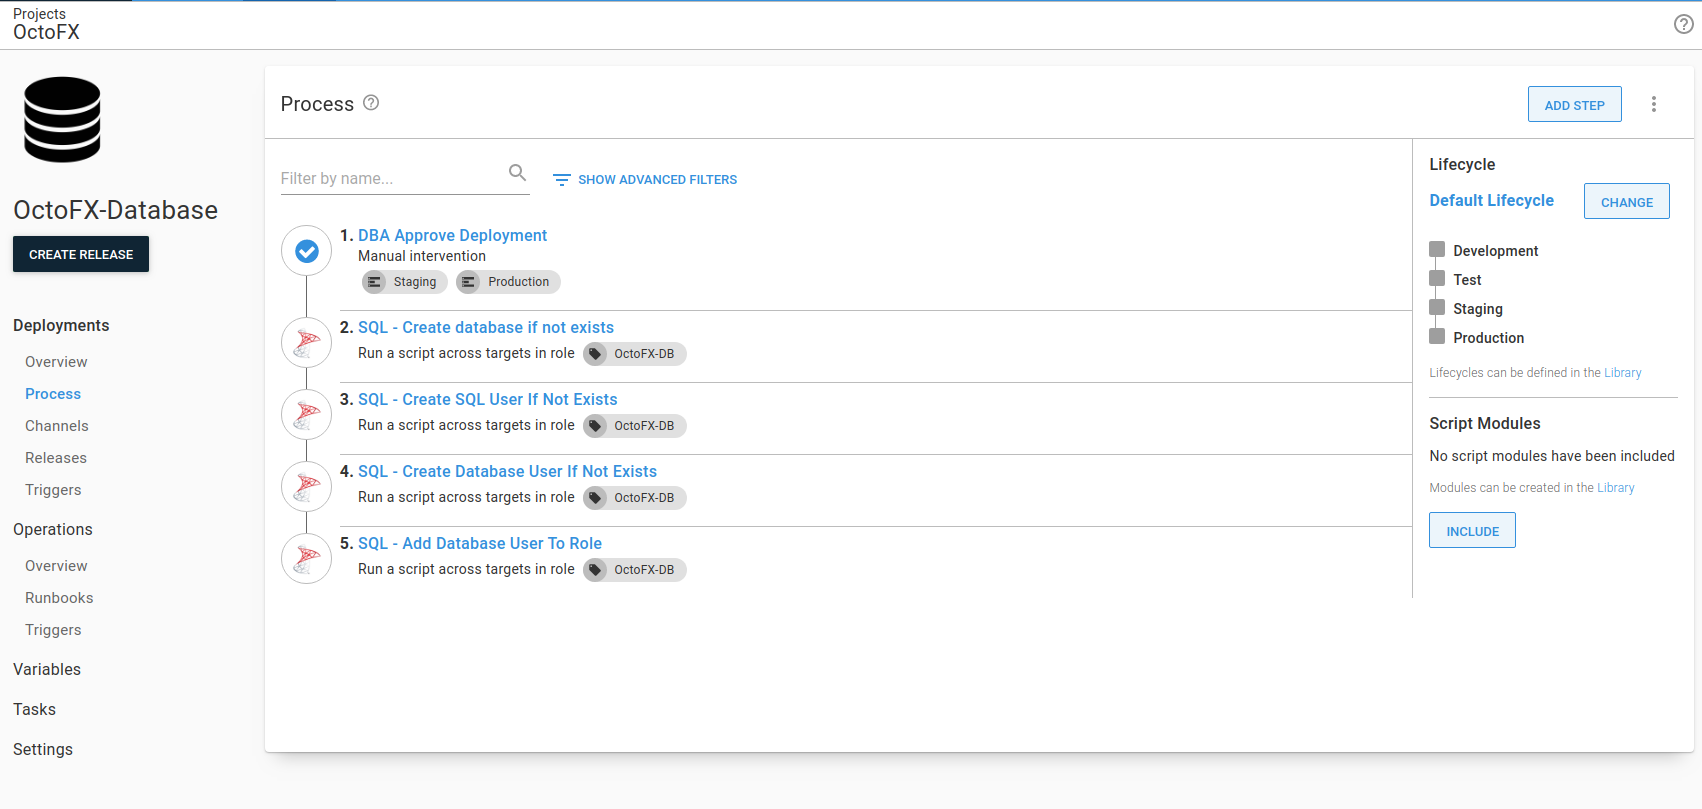 Projects
OctoFX
OctoFX-Database
CREATE RELEASE
Deployments
Overview
Process
Channels
Releases
Triggers
Operations
Overview
Runbooks
Triggers
Variables
Tasks
Settings
Process
ADD STEP
Filter by name...
SHOW ADVANCED FILTERS
1. DBA Approve Deployment
Manual intervention
Staging Production
2. SQL - Create database if not exists
Run a script across targets in role OctoFX-DB
3. SQL - Create SQL User If Not Exists
Run a script across targets in role OctoFX-DB
4. SQL - Create Database User If Not Exists
Run a script across targets in role OctoFX-DB
5. SQL - Add Database User To Role
Run a script across targets in role OctoFX-DB
Lifecycle
Default Lifecycle CHANGE
Development
Test
Staging
Production
Lifecycles can be defined in the Library
Script Modules
No script modules have been included
Modules can be created in the Library
INCLUDE